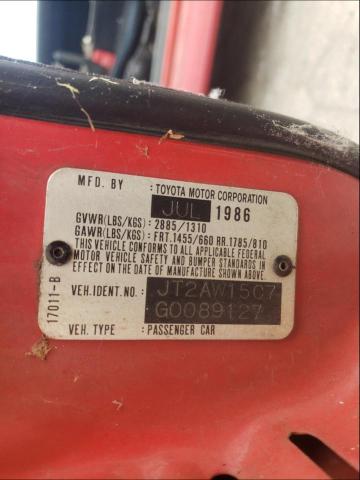 MFD. BY : TOYOTA MOTOR CORPORATION
JUL 1986
GVWR(LBS/KGS) : 2885/1310
GAWR(LBS/KGS) : FRT.1455/660 RR.1785/810
THIS VEHICLE CONFORMS TO ALL APPLICABLE FEDERAL
MOTOR VEHICLE SAFETY AND BUMPER STANDARDS IN
EFFECT ON THE DATE OF MANUFACTURE SHOWN ABOVE.
VEH.IDENT. NO. : JT2AW15C7
G0089127
VEH. TYPE : PASSENGER CAR
17011-B